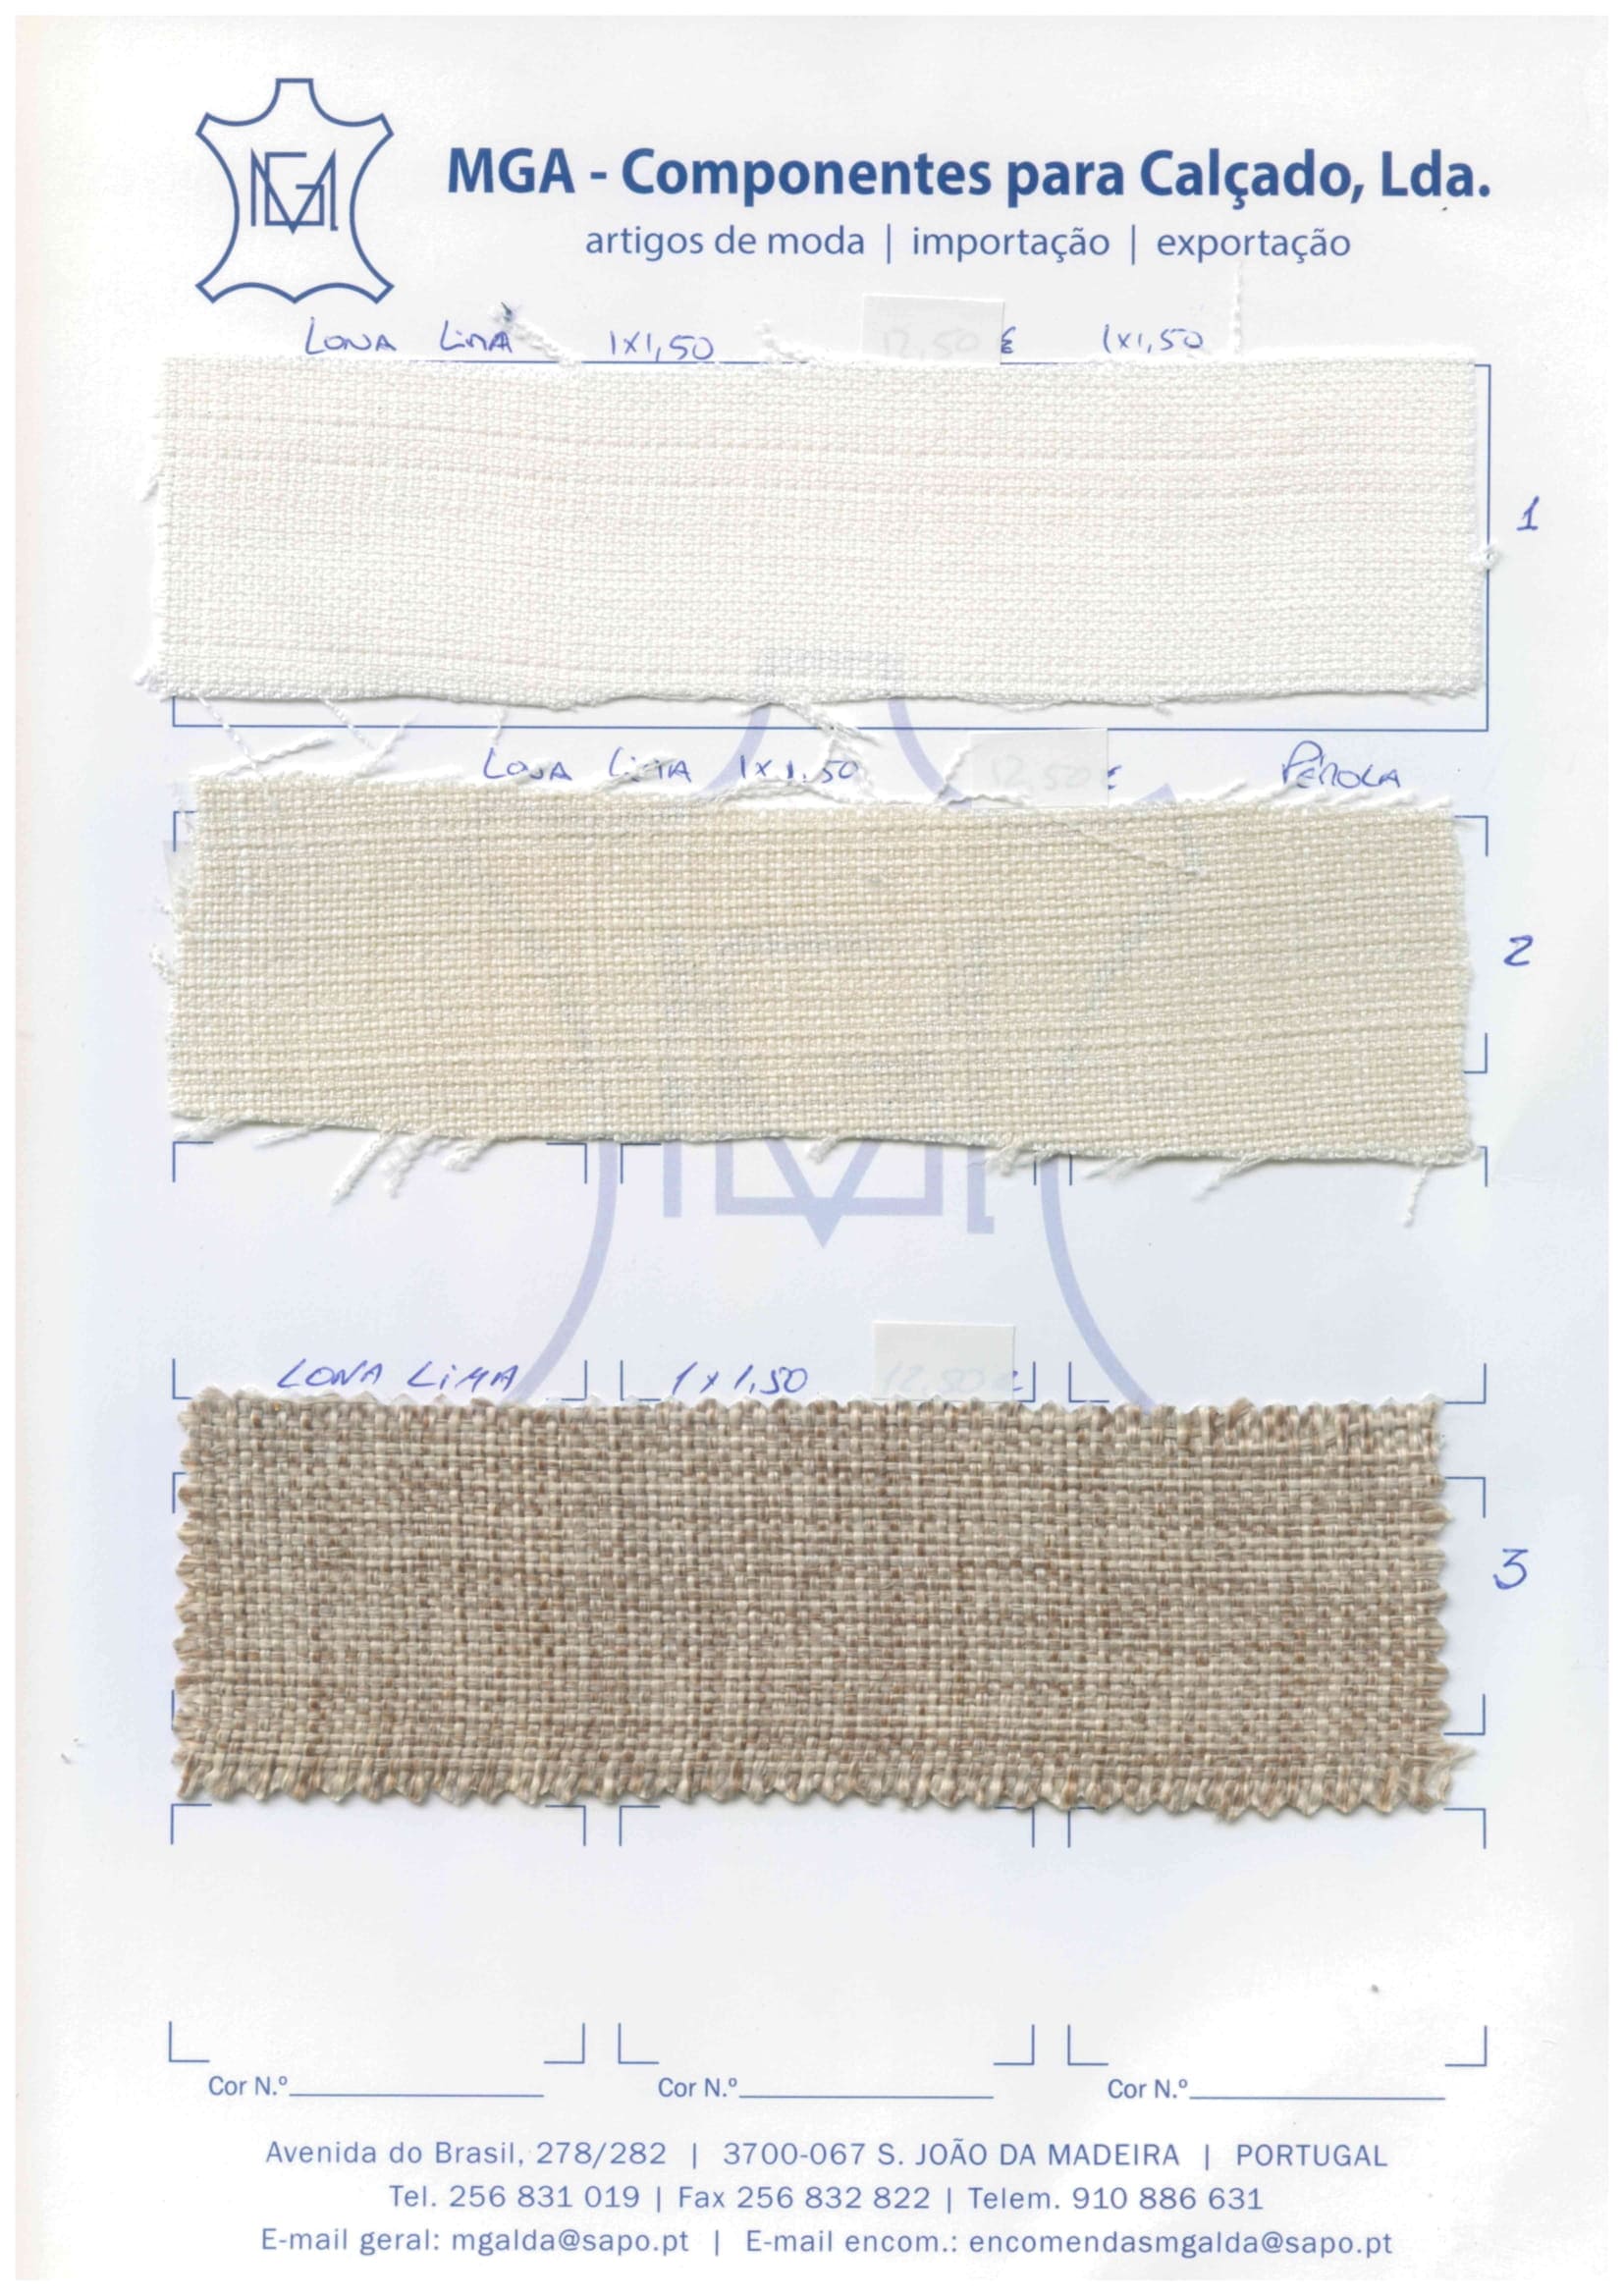 MGA - Componentes para Calçado, Lda.
artigos de moda | importação | exportação
LONA LIMA 1x1,50 12,50 € 1x1,50
1
LONA LIMA 1x1.50 12,50 € PÉROLA
2
LONA LIMA 1x1,50 12,50 €
3
Cor N.º Cor N.º Cor N.º
Avenida do Brasil, 278/282 | 3700-067 S. JOÃO DA MADEIRA | PORTUGAL
Tel. 256 831 019 | Fax 256 832 822 | Telem. 910 886 631
E-mail geral: mgalda@sapo.pt | E-mail encom.: encomendasmgalda@sapo.pt